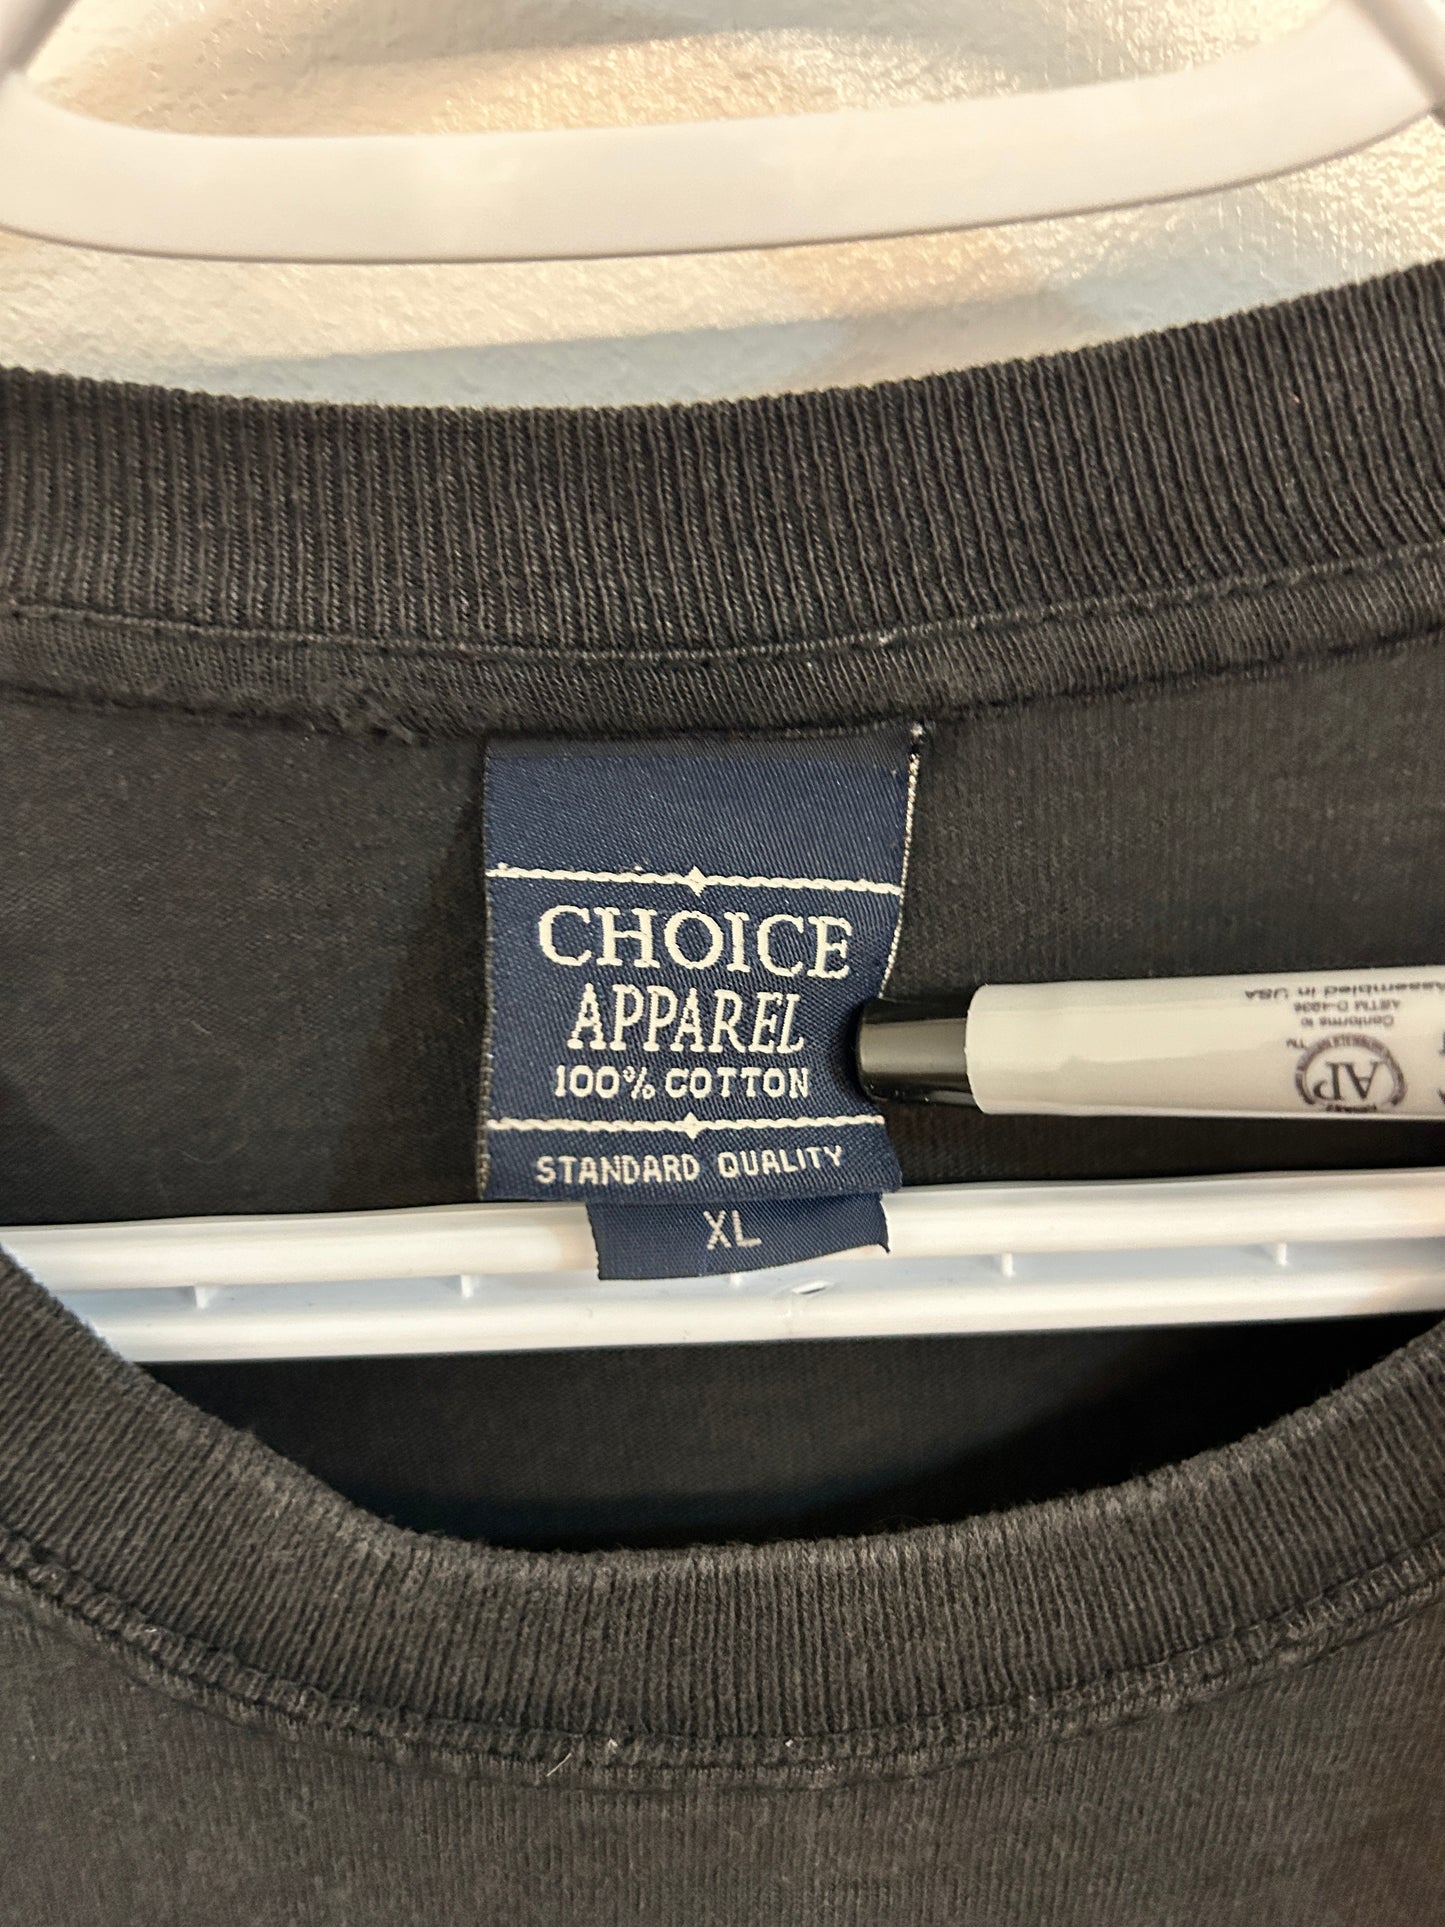 CHOICE
APPAREL
100% COTTON
STANDARD QUALITY
XL
Assembled in USA
Conforms to
ASTM D-4236
AP